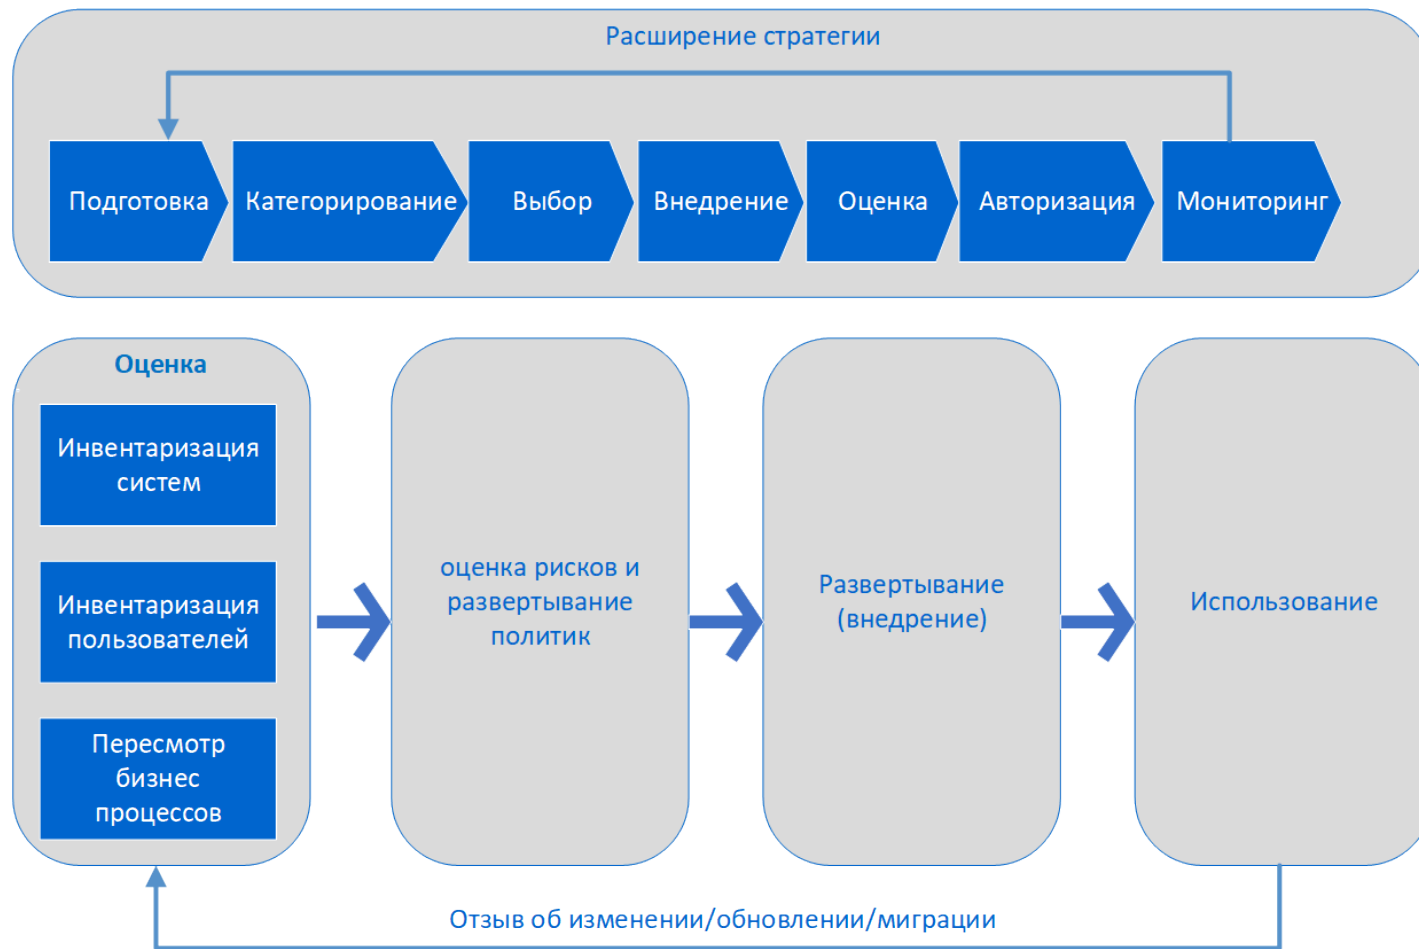 Расширение стратегии
Подготовка
Категорирование
Выбор
Внедрение
Оценка
Авторизация
Мониторинг
Оценка
Инвентаризация
систем
Инвентаризация
пользователей
Пересмотр
бизнес
процессов
оценка рисков и
развертывание
политик
Развертывание
(внедрение)
Использование
Отзыв об изменении/обновлении/миграции